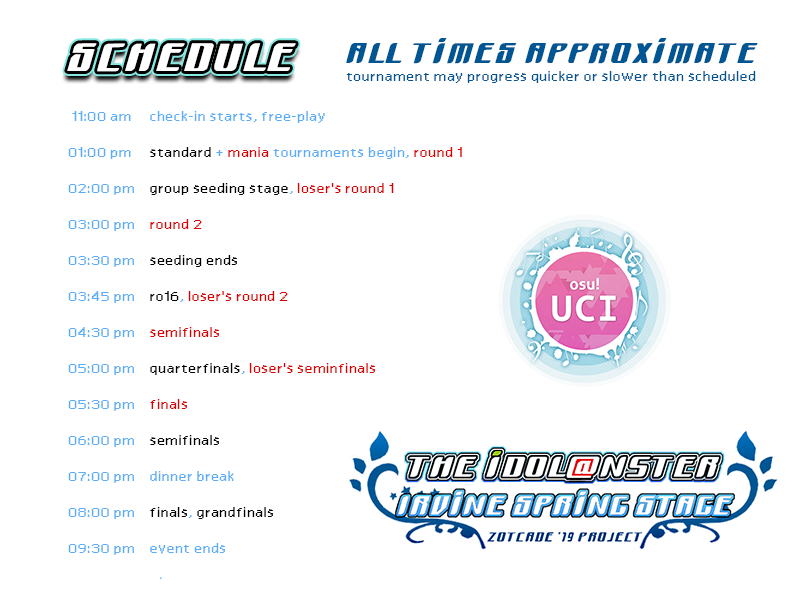 SCHEDULE
ALL TIMES APPROXIMATE
tournament may progress quicker or slower than scheduled
11:00 am check-in starts, free-play
01:00 pm standard + mania tournaments begin, round 1
02:00 pm group seeding stage, loser's round 1
03:00 pm round 2
03:30 pm seeding ends
03:45 pm ro16, loser's round 2
04:30 pm semifinals
05:00 pm quarterfinals, loser's seminfinals
05:30 pm finals
06:00 pm semifinals
07:00 pm dinner break
08:00 pm finals, grandfinals
09:30 pm event ends
osu!
UCI
THE iDOL@NSTER
IRVINE SPRING STAGE
ZOTCADE '19 PROJECT